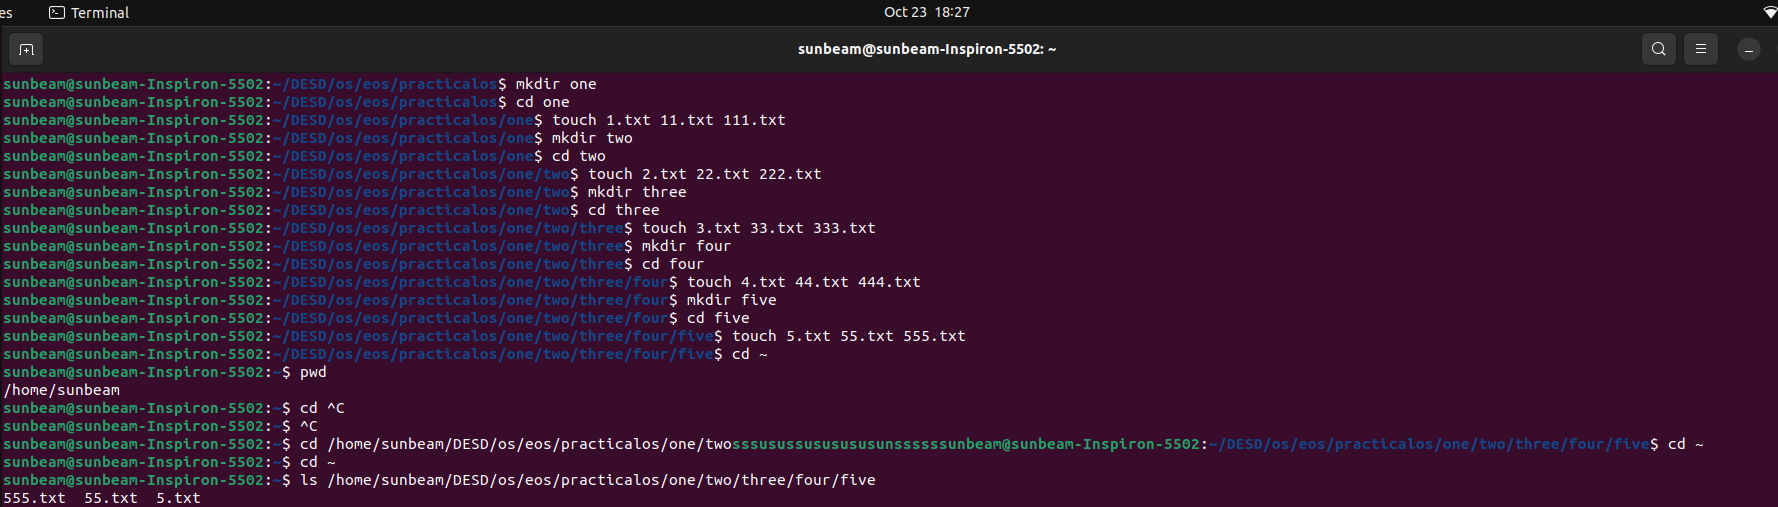 es Terminal Oct 23 18:27
sunbeam@sunbeam-Inspiron-5502: ~
sunbeam@sunbeam-Inspiron-5502:~/DESD/os/eos/practicalos$ mkdir one
sunbeam@sunbeam-Inspiron-5502:~/DESD/os/eos/practicalos$ cd one
sunbeam@sunbeam-Inspiron-5502:~/DESD/os/eos/practicalos/one$ touch 1.txt 11.txt 111.txt
sunbeam@sunbeam-Inspiron-5502:~/DESD/os/eos/practicalos/one$ mkdir two
sunbeam@sunbeam-Inspiron-5502:~/DESD/os/eos/practicalos/one$ cd two
sunbeam@sunbeam-Inspiron-5502:~/DESD/os/eos/practicalos/one/two$ touch 2.txt 22.txt 222.txt
sunbeam@sunbeam-Inspiron-5502:~/DESD/os/eos/practicalos/one/two$ mkdir three
sunbeam@sunbeam-Inspiron-5502:~/DESD/os/eos/practicalos/one/two$ cd three
sunbeam@sunbeam-Inspiron-5502:~/DESD/os/eos/practicalos/one/two/three$ touch 3.txt 33.txt 333.txt
sunbeam@sunbeam-Inspiron-5502:~/DESD/os/eos/practicalos/one/two/three$ mkdir four
sunbeam@sunbeam-Inspiron-5502:~/DESD/os/eos/practicalos/one/two/three$ cd four
sunbeam@sunbeam-Inspiron-5502:~/DESD/os/eos/practicalos/one/two/three/four$ touch 4.txt 44.txt 444.txt
sunbeam@sunbeam-Inspiron-5502:~/DESD/os/eos/practicalos/one/two/three/four$ mkdir five
sunbeam@sunbeam-Inspiron-5502:~/DESD/os/eos/practicalos/one/two/three/four$ cd five
sunbeam@sunbeam-Inspiron-5502:~/DESD/os/eos/practicalos/one/two/three/four/five$ touch 5.txt 55.txt 555.txt
sunbeam@sunbeam-Inspiron-5502:~/DESD/os/eos/practicalos/one/two/three/four/five$ cd ~
sunbeam@sunbeam-Inspiron-5502:~$ pwd
/home/sunbeam
sunbeam@sunbeam-Inspiron-5502:~$ cd ^C
sunbeam@sunbeam-Inspiron-5502:~$ ^C
sunbeam@sunbeam-Inspiron-5502:~$ cd /home/sunbeam/DESD/os/eos/practicalos/one/twosssusussusususunssssssunbeam@sunbeam-Inspiron-5502:~/DESD/os/eos/practicalos/one/two/three/four/five$ cd ~
sunbeam@sunbeam-Inspiron-5502:~$ cd ~
sunbeam@sunbeam-Inspiron-5502:~$ ls /home/sunbeam/DESD/os/eos/practicalos/one/two/three/four/five
555.txt 55.txt 5.txt